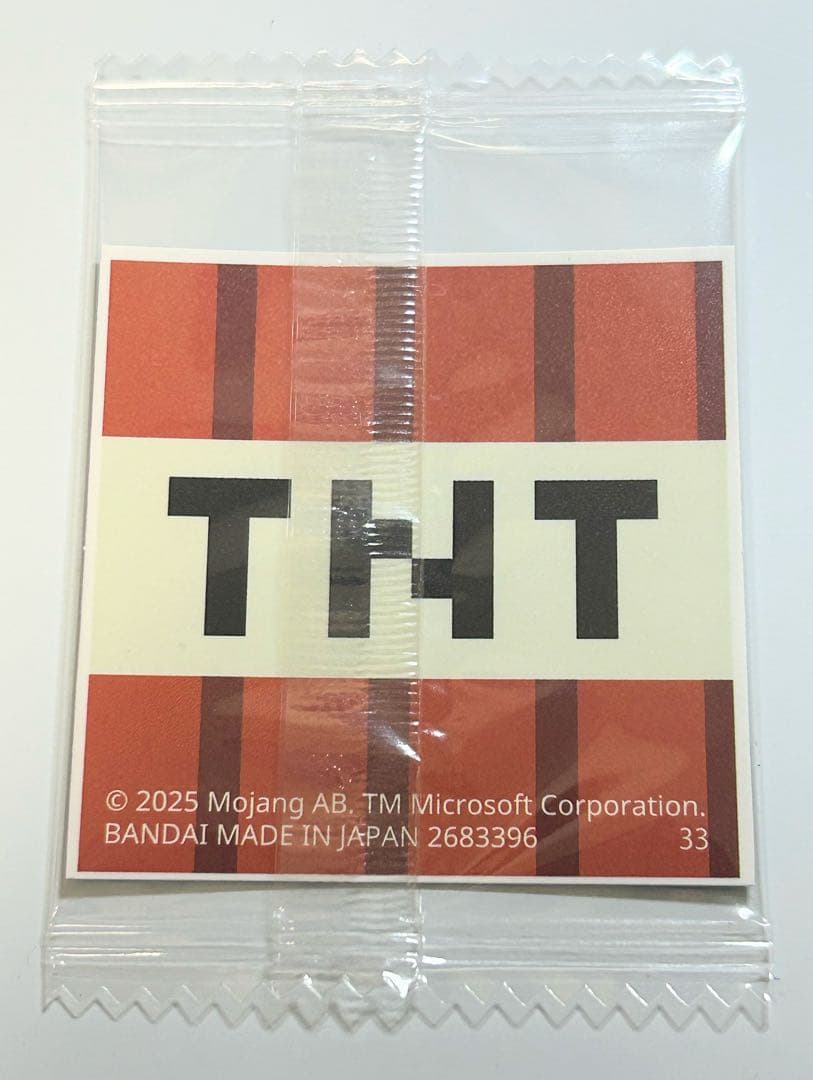 TNT
© 2025 Mojang AB. TM Microsoft Corporation.
BANDAI MADE IN JAPAN 2683396 33